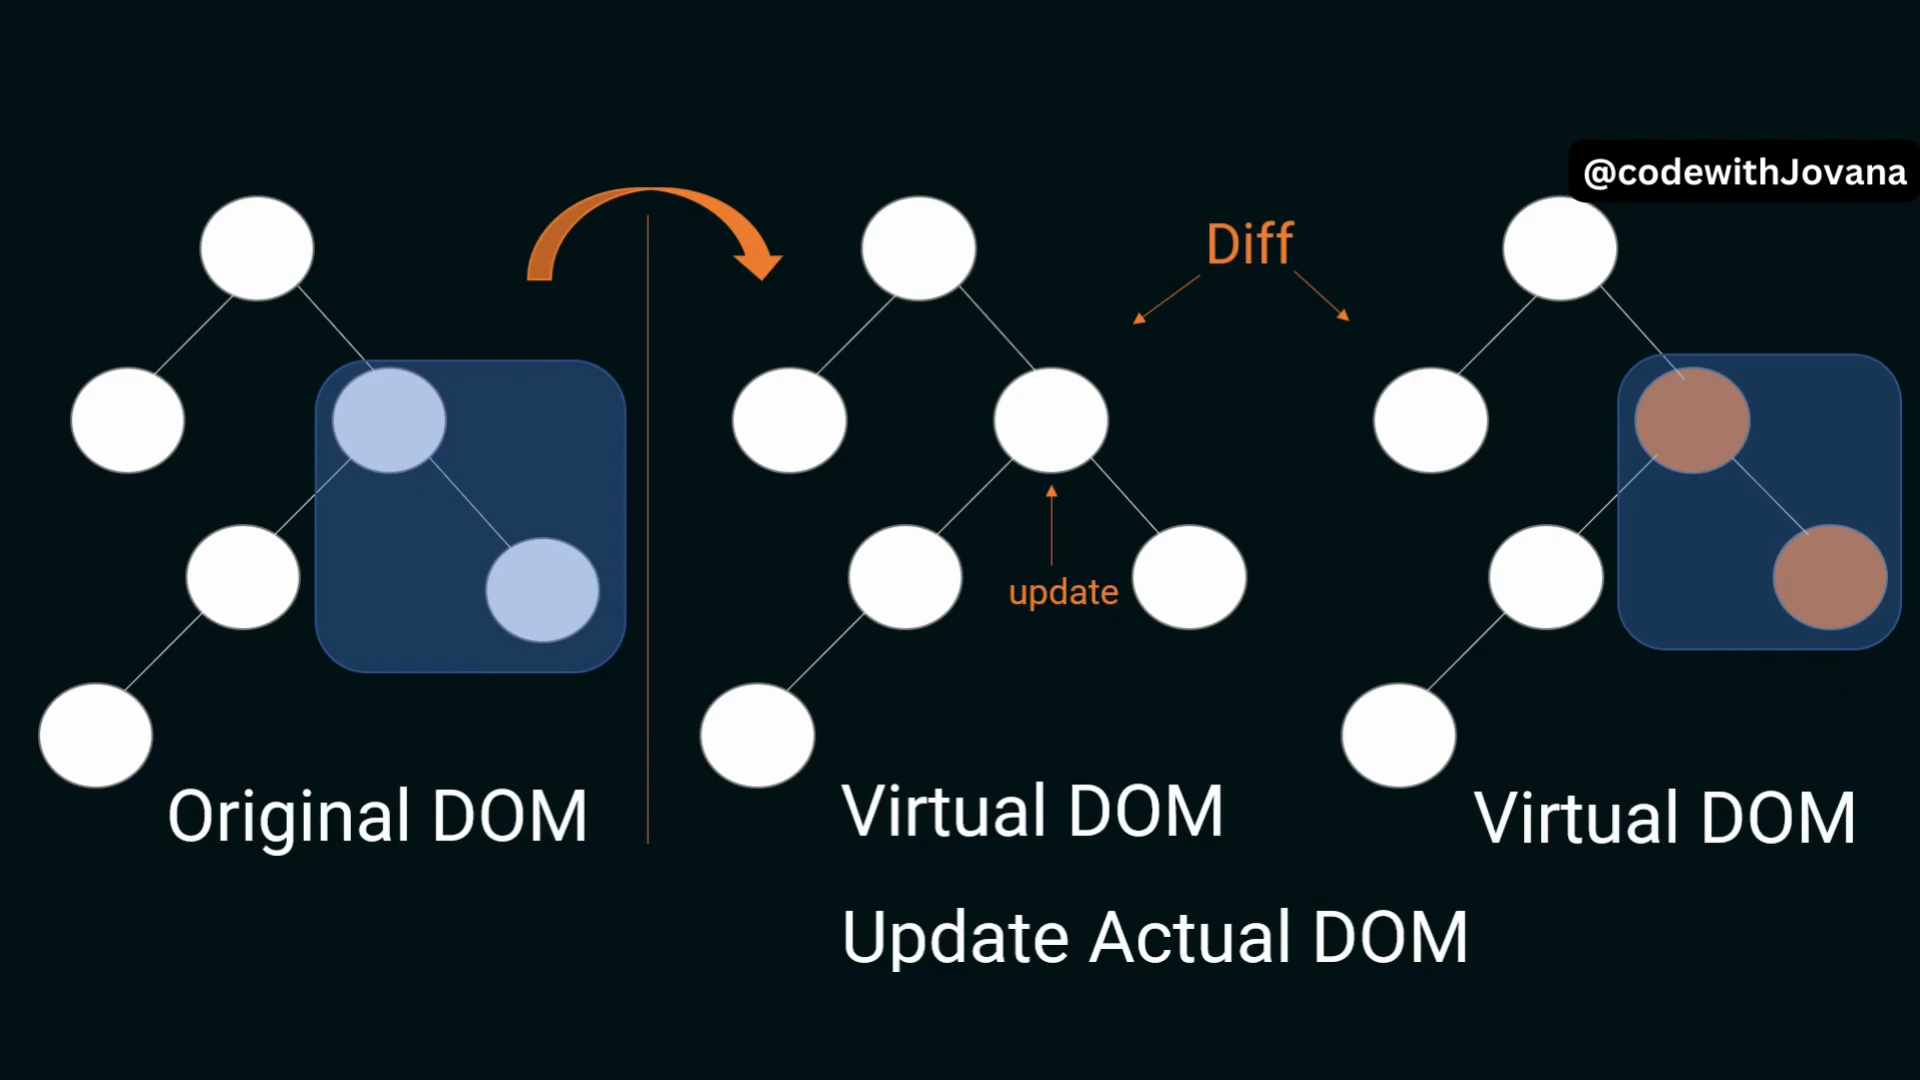 @codewithJovana
Diff
update
Original DOM
Virtual DOM
Virtual DOM
Update Actual DOM